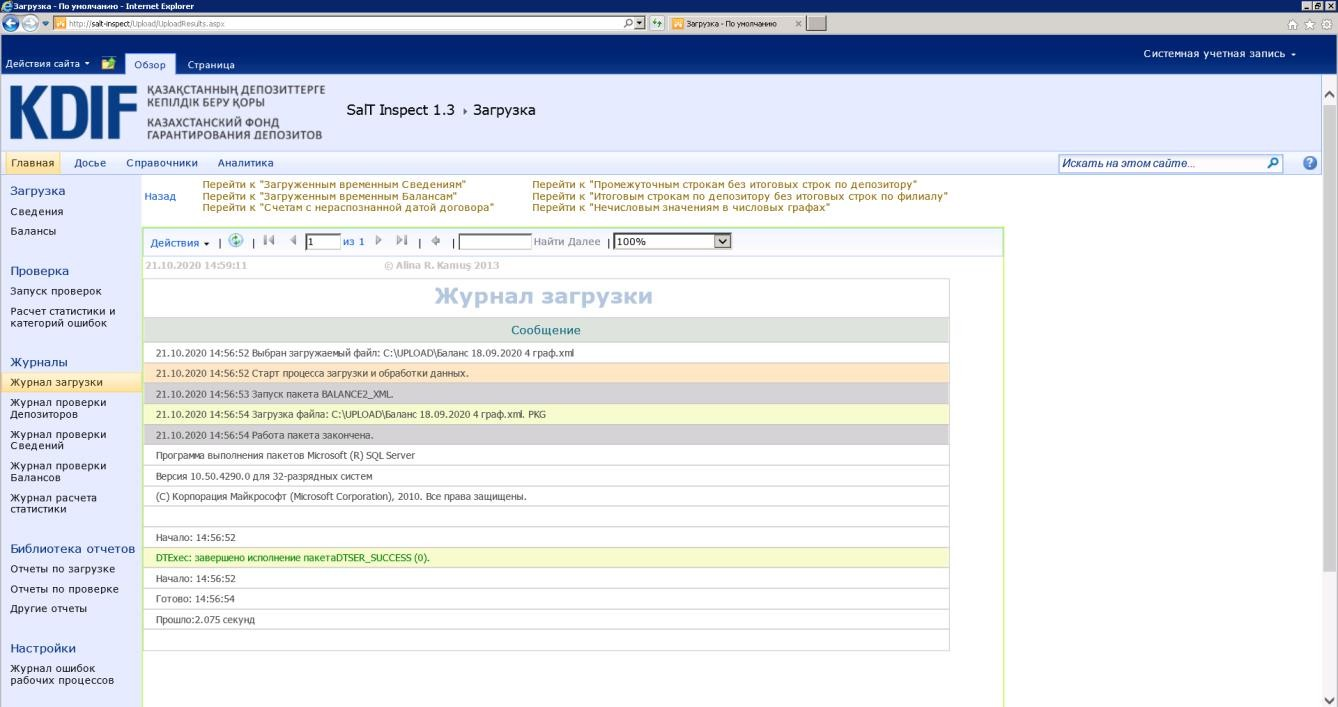 Загрузка - По умолчанию - Internet Explorer
http://salt-inspect/Upload/UploadResults.aspx
Загрузка - По умолчанию
Действия сайта
Обзор
Страница
Системная учетная запись
KDIF
ҚАЗАҚСТАННЫҢ ДЕПОЗИТТЕРГЕ
КЕПІЛДІК БЕРУ ҚОРЫ
КАЗАХСТАНСКИЙ ФОНД
ГАРАНТИРОВАНИЯ ДЕПОЗИТОВ
SalT Inspect 1.3 Загрузка
Главная Досье Справочники Аналитика
Искать на этом сайте...
Загрузка
Сведения
Балансы
Проверка
Запуск проверок
Расчет статистики и
категорий ошибок
Журналы
Журнал загрузки
Журнал проверки
Депозиторов
Журнал проверки
Сведений
Журнал проверки
Балансов
Журнал расчета
статистики
Библиотека отчетов
Отчеты по загрузке
Отчеты по проверке
Другие отчеты
Настройки
Журнал ошибок
рабочих процессов
Назад
Перейти к "Загруженным временным Сведениям"
Перейти к "Загруженным временным Балансам"
Перейти к "Счетам с нераспознанной датой договора"
Перейти к "Промежуточным строкам без итоговых строк по депозитору"
Перейти к "Итоговым строкам по депозитору без итоговых строк по филиалу"
Перейти к "Нечисловым значениям в числовых графах"
Действия | | 1 из 1 | | Найти Далее | 100%
21.10.2020 14:59:11 © Alina R. Kamuş 2013
Журнал загрузки
Сообщение
21.10.2020 14:56:52 Выбран загружаемый файл: C:\UPLOAD\Баланс 18.09.2020 4 граф.xml
21.10.2020 14:56:52 Старт процесса загрузки и обработки данных.
21.10.2020 14:56:53 Запуск пакета BALANCE2_XML.
21.10.2020 14:56:54 Загрузка файла: C:\UPLOAD\Баланс 18.09.2020 4 граф.xml. PKG
21.10.2020 14:56:54 Работа пакета закончена.
Программа выполнения пакетов Microsoft (R) SQL Server
Версия 10.50.4290.0 для 32-разрядных систем
(C) Корпорация Майкрософт (Microsoft Corporation), 2010. Все права защищены.
Начало: 14:56:52
DTExec: завершено исполнение пакетаDTSER_SUCCESS (0).
Начало: 14:56:52
Готово: 14:56:54
Прошло:2.075 секунд